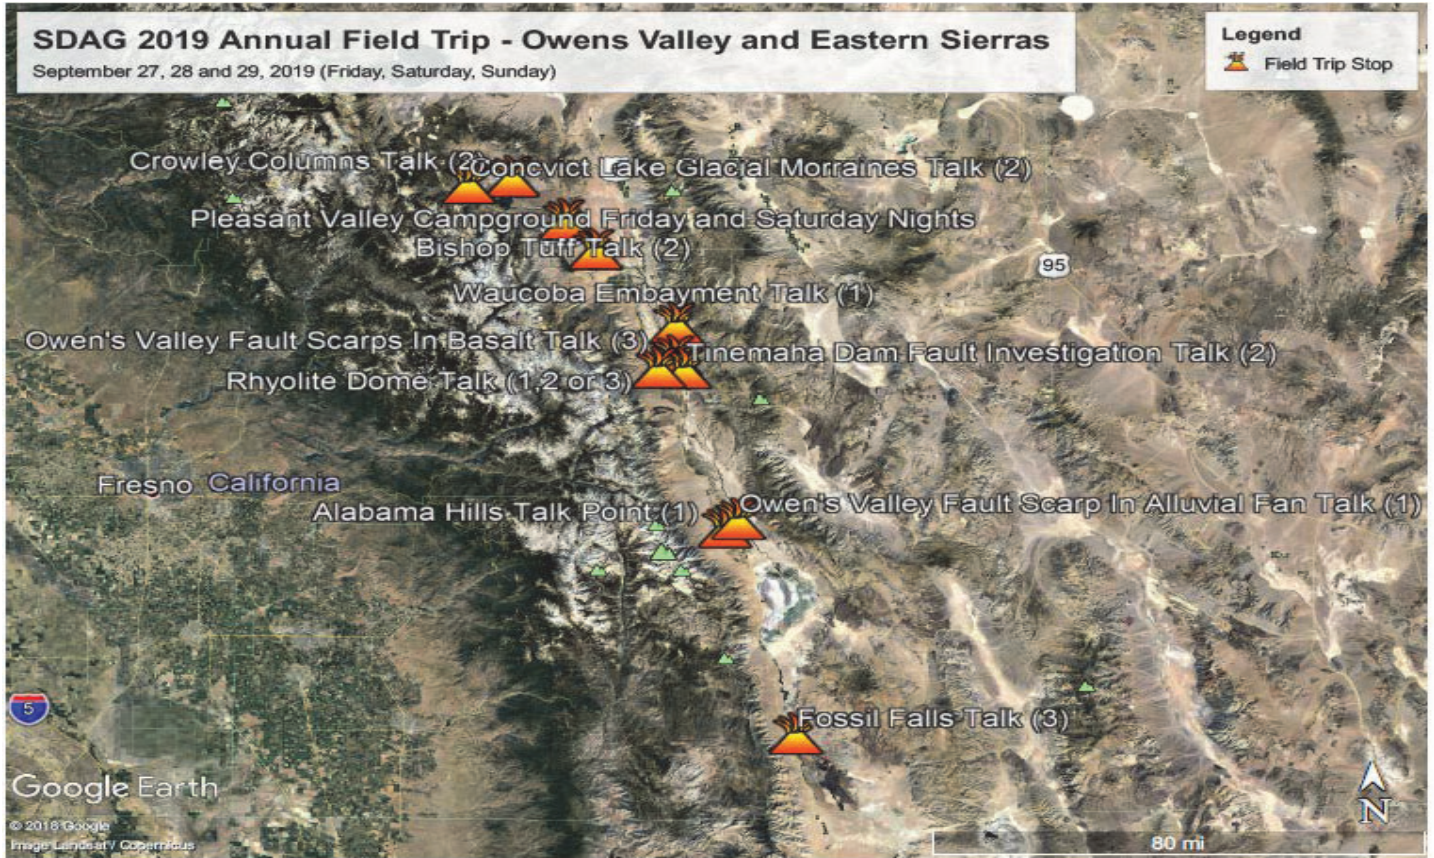 SDAG 2019 Annual Field Trip - Owens Valley and Eastern Sierras
September 27, 28 and 29, 2019 (Friday, Saturday, Sunday)
Legend
Field Trip Stop
Crowley Columns Talk (2)
Concvict Lake Glacial Morraines Talk (2)
Pleasant Valley Campground Friday and Saturday Nights
Bishop Tuff Talk (2)
95
Waucoba Embayment Talk (1)
Owen's Valley Fault Scarps In Basalt Talk (3)
Tinemaha Dam Fault Investigation Talk (2)
Rhyolite Dome Talk (1,2 or 3)
Fresno
California
Alabama Hills Talk Point (1)
Owen's Valley Fault Scarp In Alluvial Fan Talk (1)
5
Fossil Falls Talk (3)
Google Earth
© 2018 Google
Image Landsat / Copernicus
N
80 mi